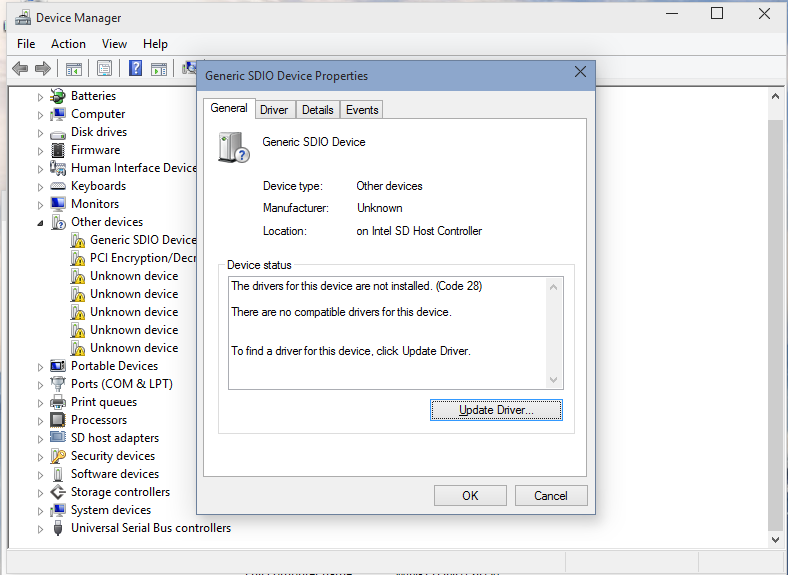 Device Manager
File Action View Help
Batteries
Computer
Disk drives
Firmware
Human Interface Device
Keyboards
Monitors
Other devices
Generic SDIO Device
PCI Encryption/Decr
Unknown device
Unknown device
Unknown device
Unknown device
Unknown device
Portable Devices
Ports (COM & LPT)
Print queues
Processors
SD host adapters
Security devices
Software devices
Storage controllers
System devices
Universal Serial Bus controllers
Generic SDIO Device Properties
General Driver Details Events
Generic SDIO Device
Device type: Other devices
Manufacturer: Unknown
Location: on Intel SD Host Controller
Device status
The drivers for this device are not installed. (Code 28)
There are no compatible drivers for this device.
To find a driver for this device, click Update Driver.
Update Driver...
OK Cancel